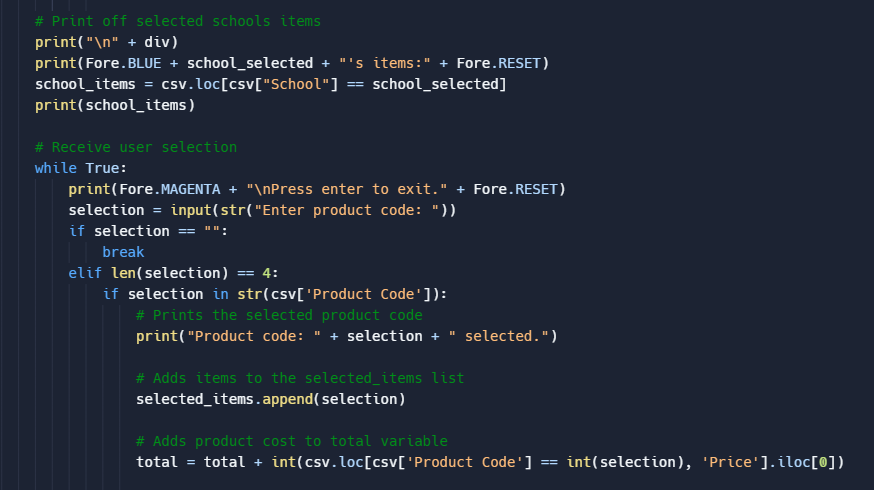 # Print off selected schools items
print("\n" + div)
print(Fore.BLUE + school_selected + "'s items:" + Fore.RESET)
school_items = csv.loc[csv["School"] == school_selected]
print(school_items)
# Receive user selection
while True:
print(Fore.MAGENTA + "\nPress enter to exit." + Fore.RESET)
selection = input(str("Enter product code: "))
if selection == "":
break
elif len(selection) == 4:
if selection in str(csv['Product Code']):
# Prints the selected product code
print("Product code: " + selection + " selected.")
# Adds items to the selected_items list
selected_items.append(selection)
# Adds product cost to total variable
total = total + int(csv.loc[csv['Product Code'] == int(selection), 'Price'].iloc[0])